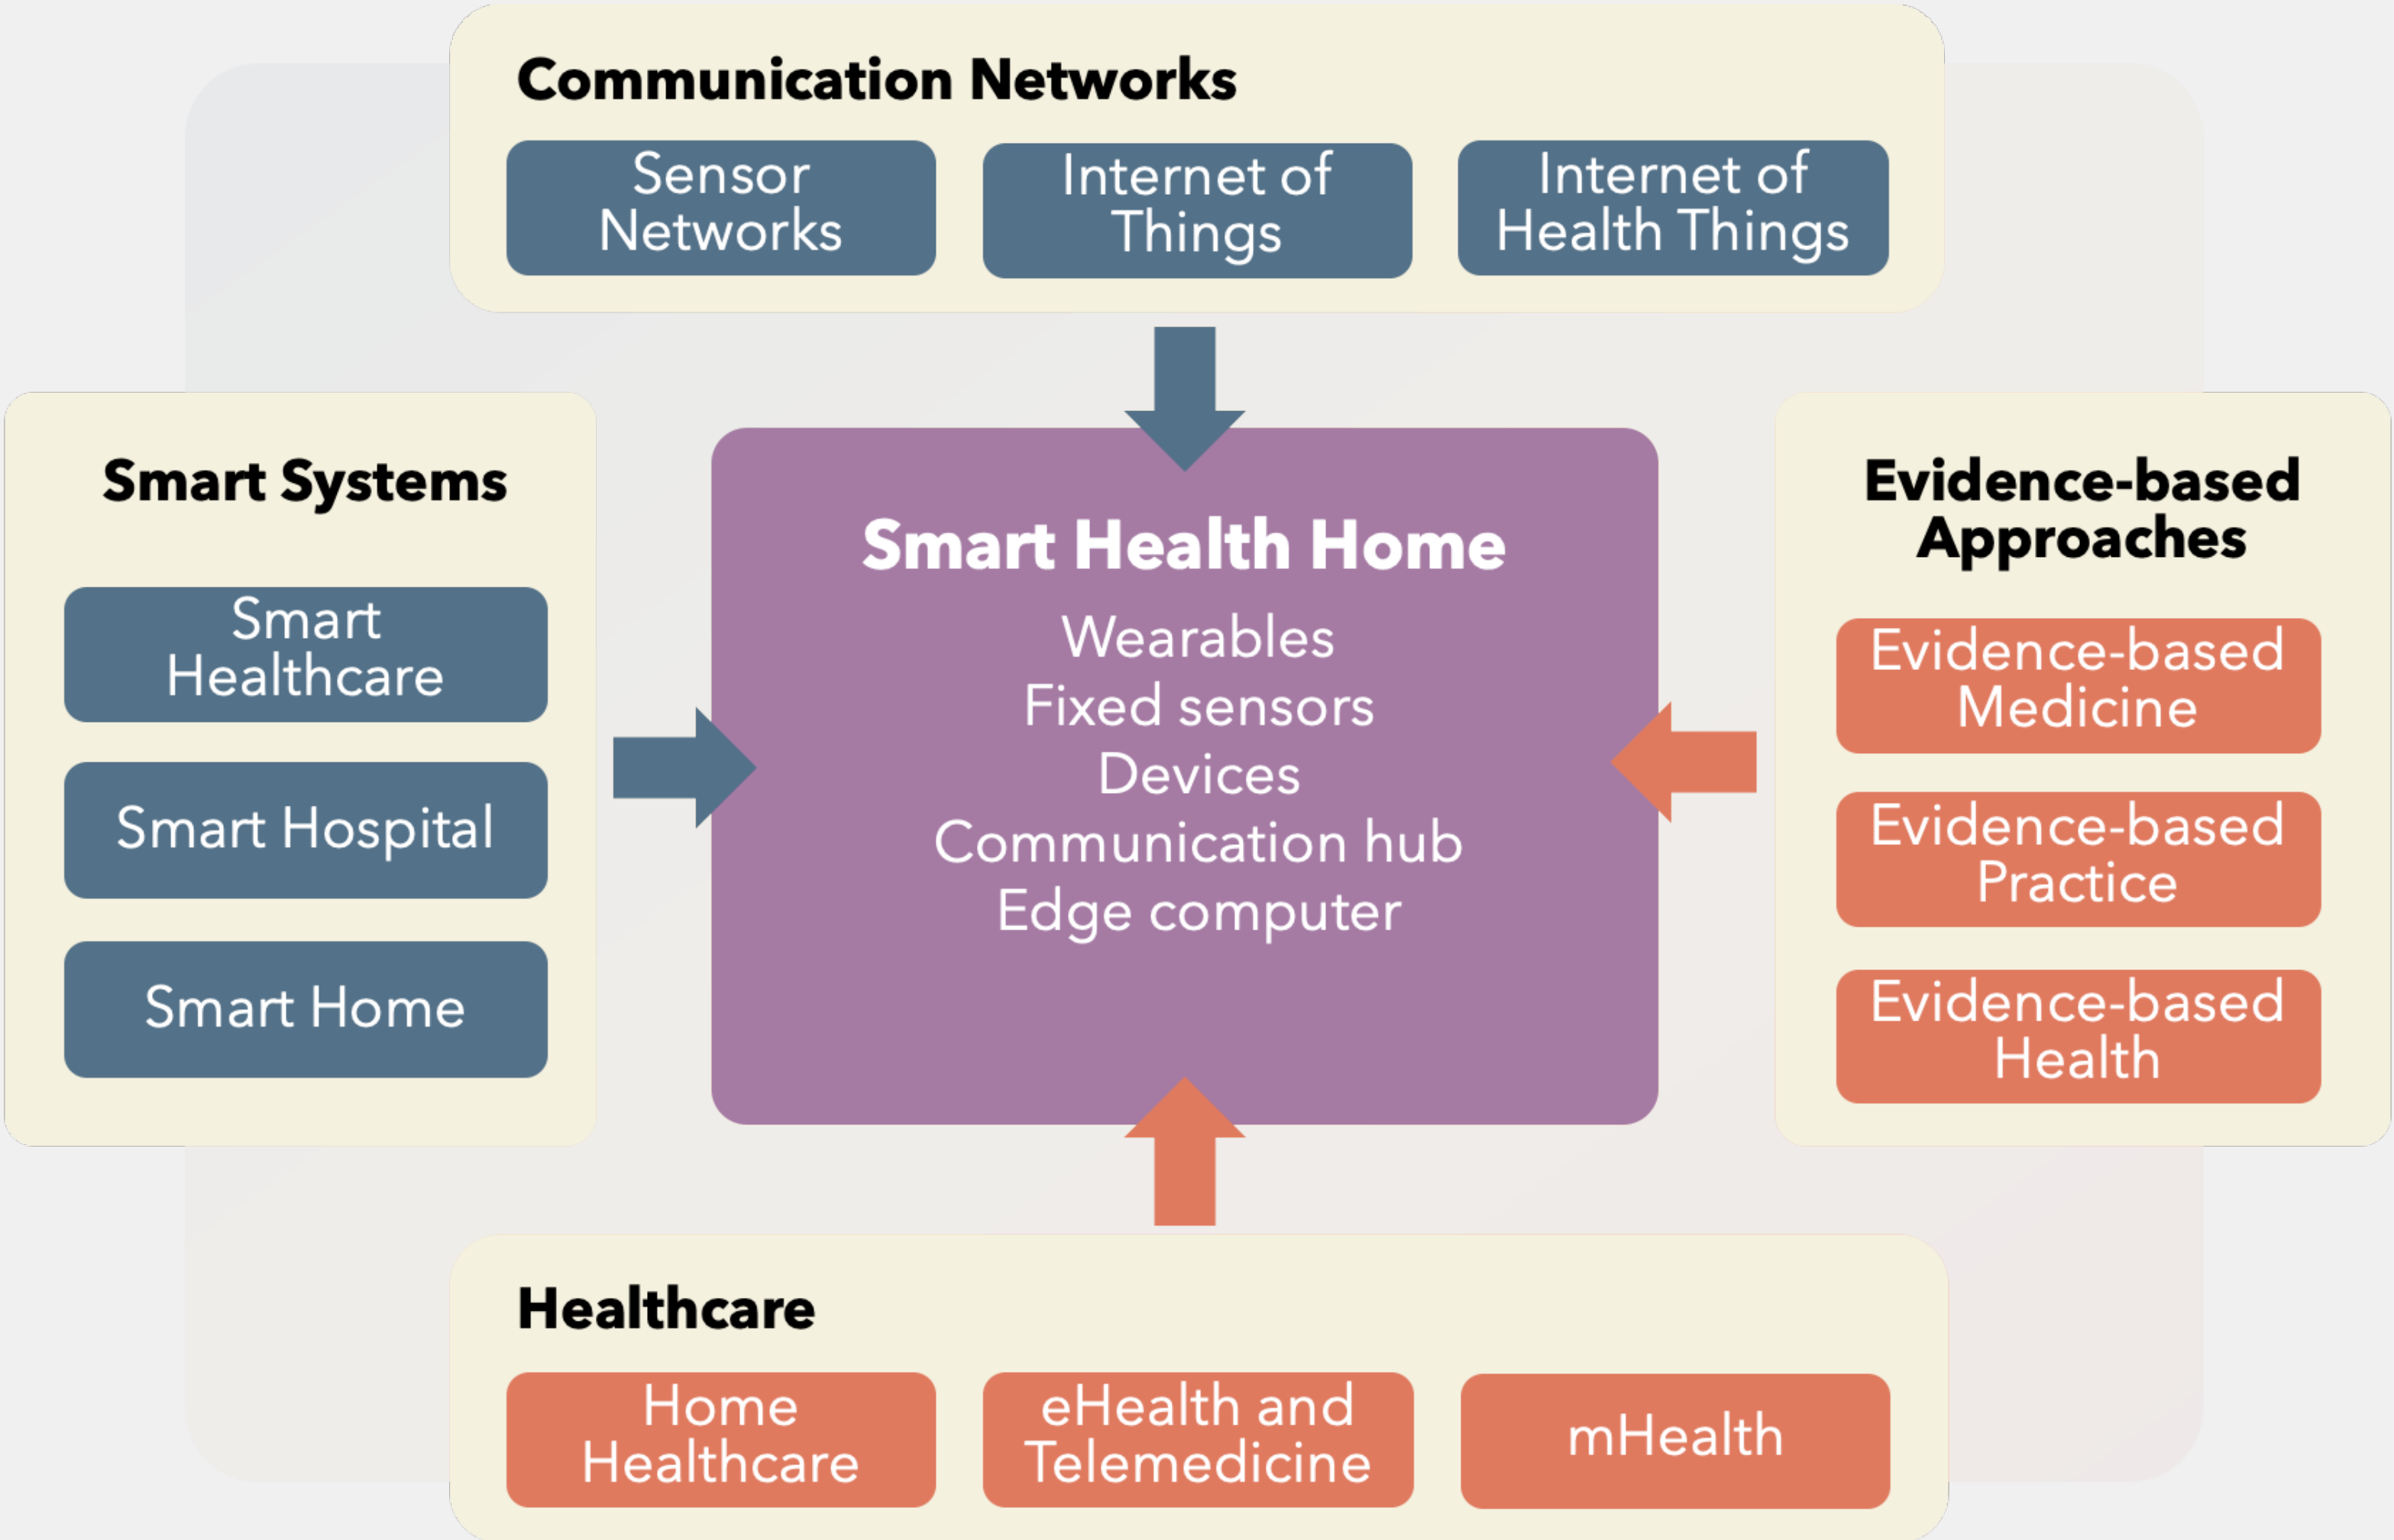 Communication Networks
Sensor
Networks
Internet of
Things
Internet of
Health Things
Smart Systems
Smart
Healthcare
Smart Hospital
Smart Home
Smart Health Home
Wearables
Fixed sensors
Devices
Communication hub
Edge computer
Evidence-based
Approaches
Evidence-based
Medicine
Evidence-based
Practice
Evidence-based
Health
Healthcare
Home
Healthcare
eHealth and
Telemedicine
mHealth